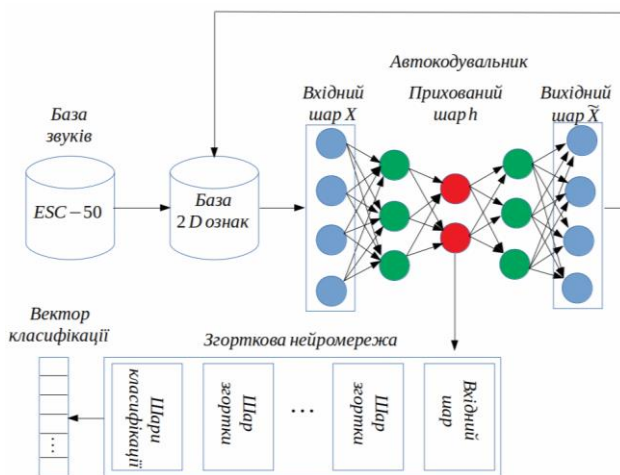 Автокодувальник
Вхідний
шар X
Прихований
шар h
Вихідний
шар X̃
База
звуків
ESC − 50
База
2 D ознак
Вектор
класифікації
Згорткова нейромережа
Шари
класифікації
Шар
згортки
...
Шар
згортки
Вхідний
шар
⋮